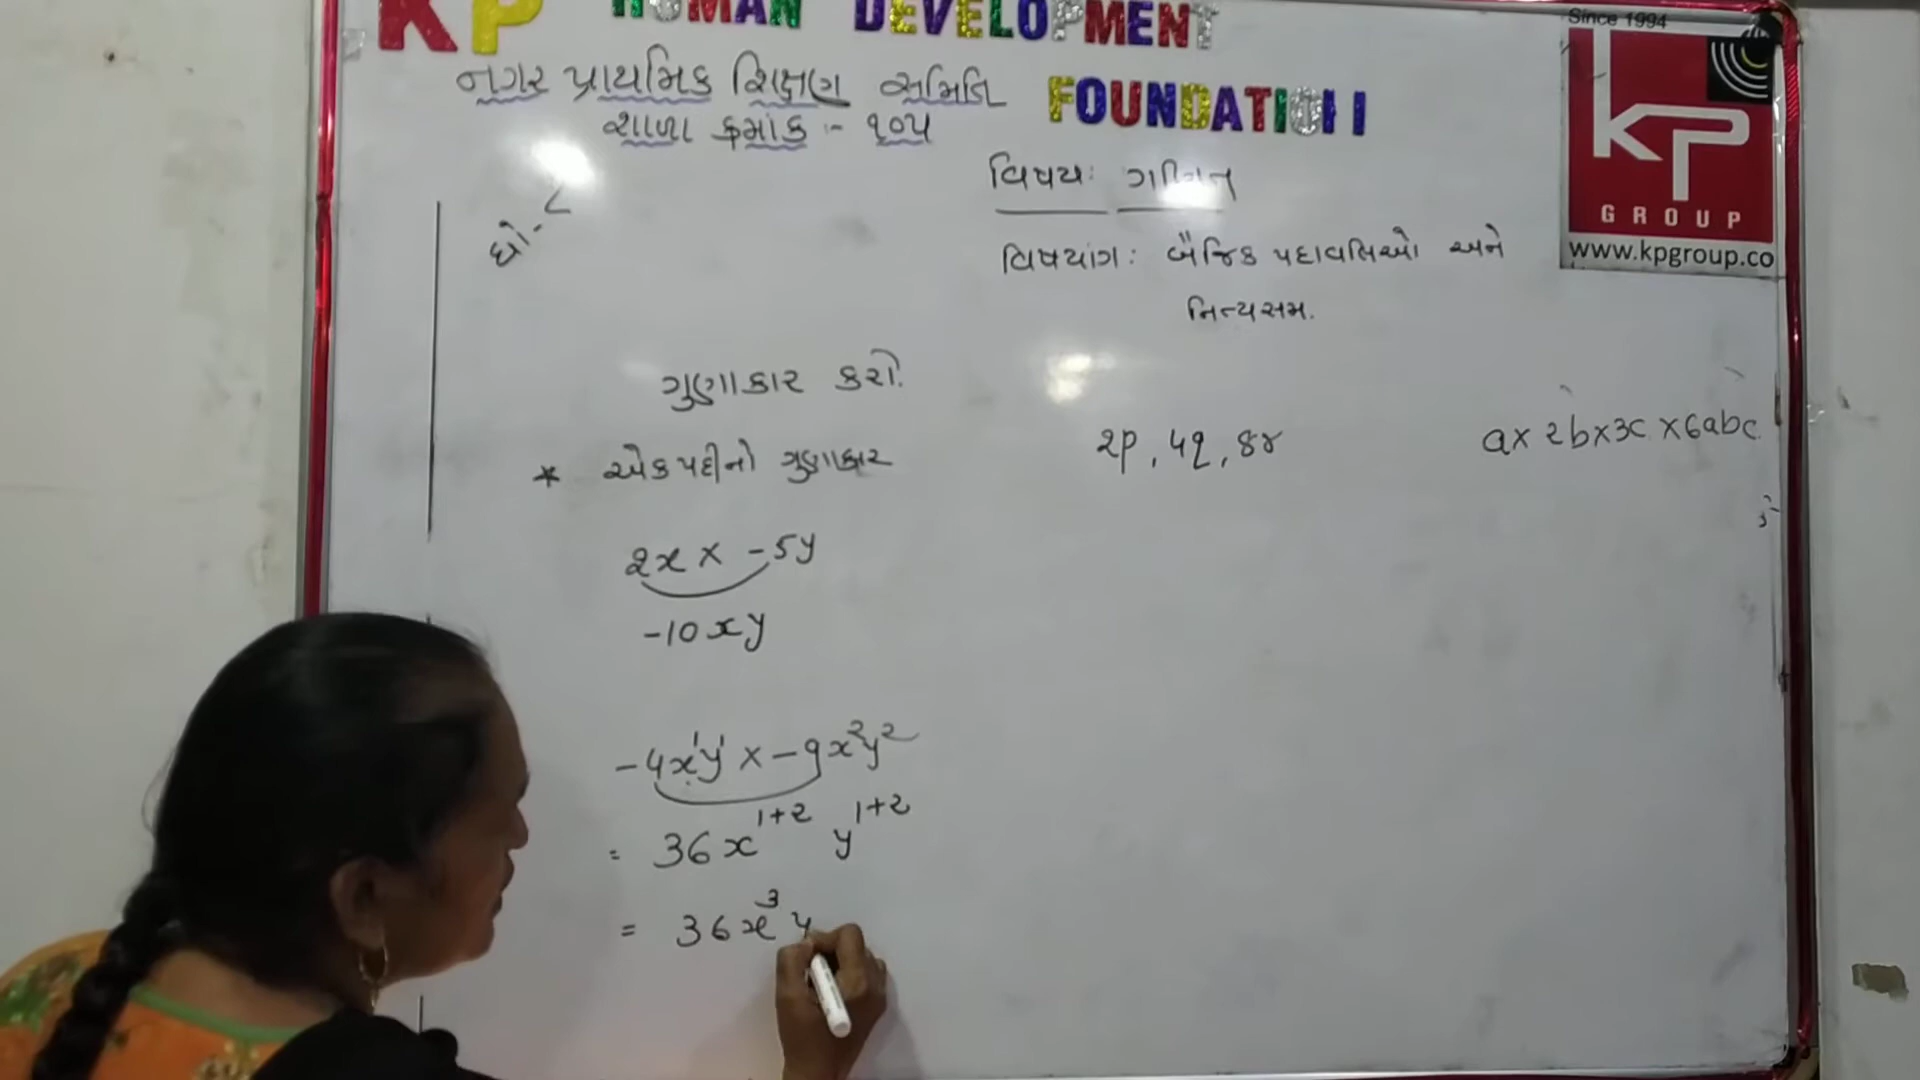 KP HUMAN DEVELOPMENT
FOUNDATION
નગર પ્રાથમિક શિક્ષણ સમિતિ
શાળા ક્રમાંક :- ૧૦૫
Since 1994
KP
GROUP
www.kpgroup.co
ધો-૮
વિષય: ગણિત
વિષયાંગ: બૈજિક પદાવલિઓ અને
નિત્યસમ.
ગુણાકાર કરો.
* એકપદીનો ગુણાકાર
2x × -5y
-10xy
-4x¹y¹ × -9x²y²
= 36x¹⁺² y¹⁺²
= 36x³y
2p, 4q, 8r
a× 2b×3c ×6abc